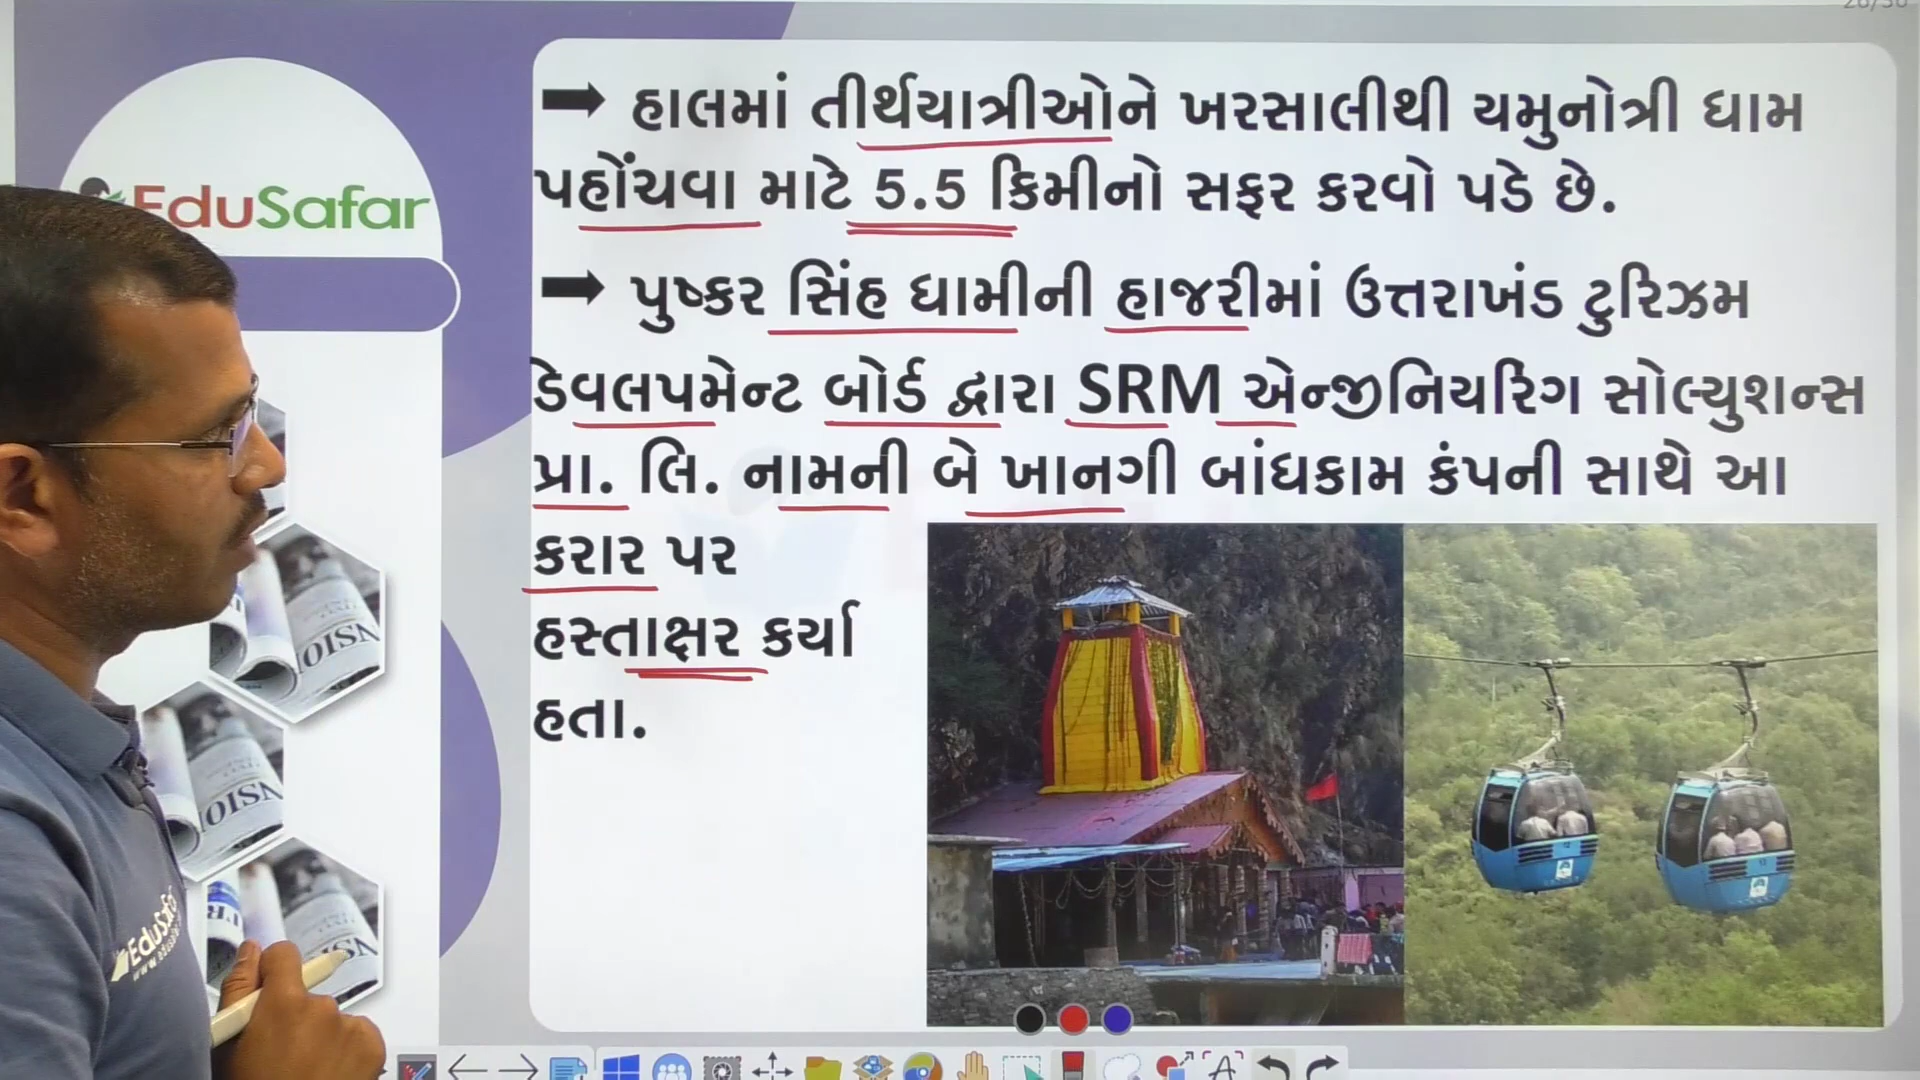 ➡ હાલમાં તીર્થયાત્રીઓને ખરસાલીથી યમુનોત્રી ધામ
પહોંચવા માટે 5.5 કિમીનો સફર કરવો પડે છે.
➡ પુષ્કર સિંહ ધામીની હાજરીમાં ઉત્તરાખંડ ટુરિઝમ
ડેવલપમેન્ટ બોર્ડ દ્વારા SRM એન્જીનિયરિંગ સોલ્યુશન્સ
પ્રા. લિ. નામની બે ખાનગી બાંધકામ કંપની સાથે આ
કરાર પર
હસ્તાક્ષર કર્યા
હતા.
EduSafar
EduSafar